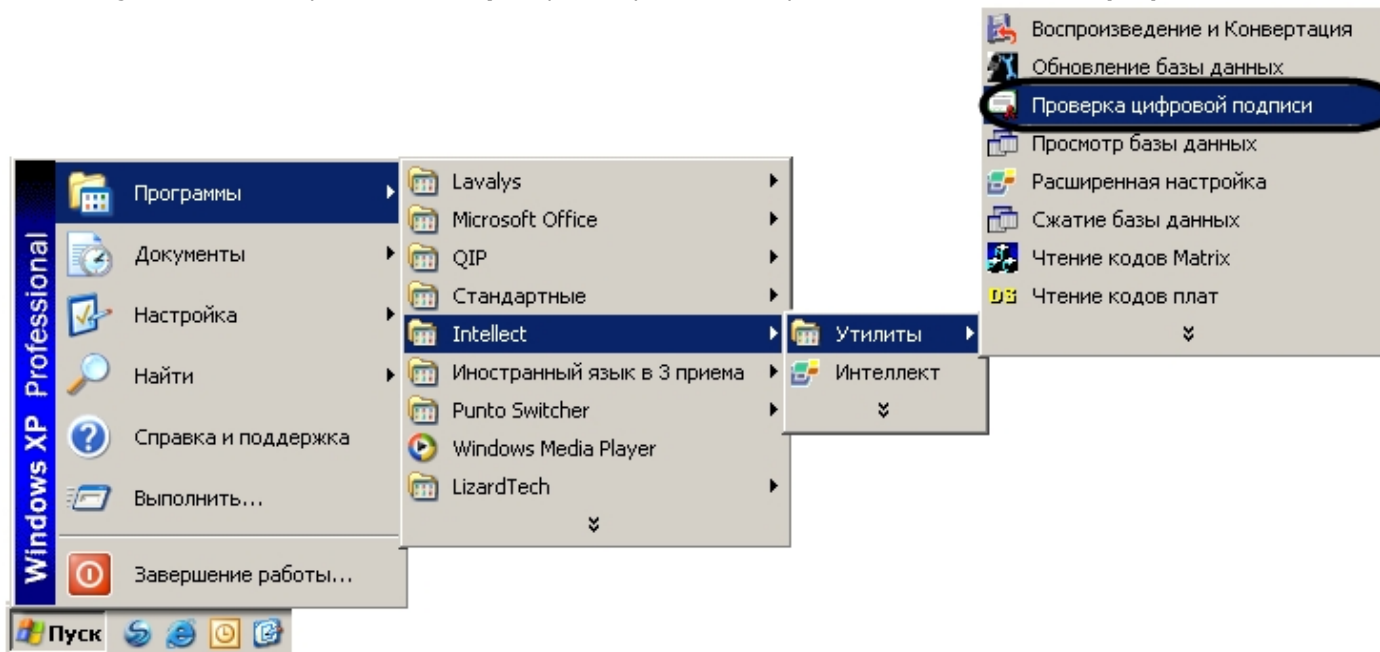 Воспроизведение и Конвертация
Обновление базы данных
Проверка цифровой подписи
Просмотр базы данных
Расширенная настройка
Сжатие базы данных
Чтение кодов Matrix
DS Чтение кодов плат
Программы
Документы
Настройка
Найти
Справка и поддержка
Выполнить...
Завершение работы...
Windows XP Professional
Lavalys
Microsoft Office
QIP
Стандартные
Intellect
Иностранный язык в 3 приема
Punto Switcher
Windows Media Player
LizardTech
Утилиты
Интеллект
Пуск